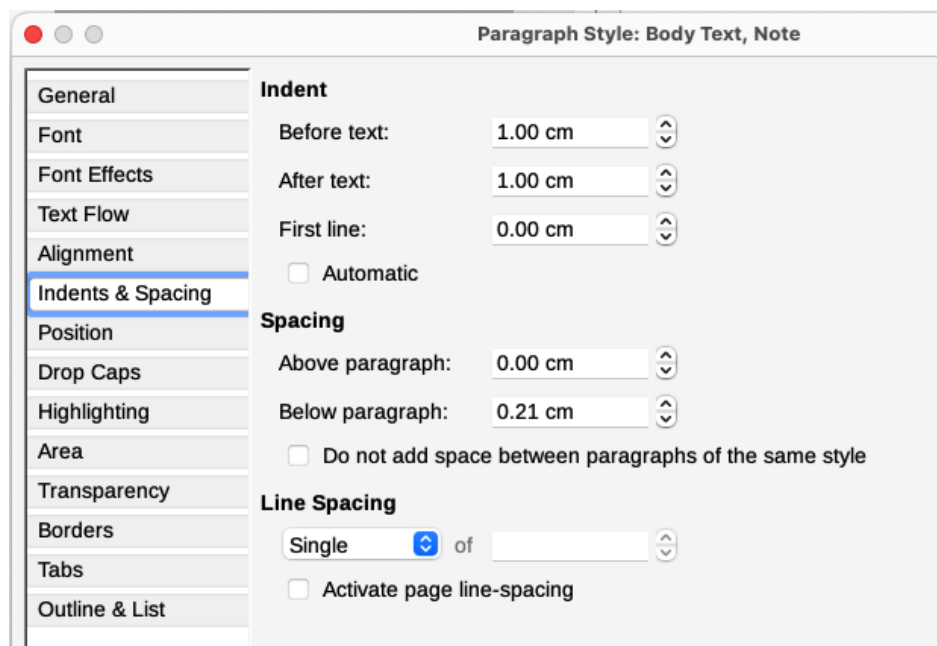 Paragraph Style: Body Text, Note
General
Font
Font Effects
Text Flow
Alignment
Indents & Spacing
Position
Drop Caps
Highlighting
Area
Transparency
Borders
Tabs
Outline & List
Indent
Before text: 1.00 cm
After text: 1.00 cm
First line: 0.00 cm
Automatic
Spacing
Above paragraph: 0.00 cm
Below paragraph: 0.21 cm
Do not add space between paragraphs of the same style
Line Spacing
Single of
Activate page line-spacing